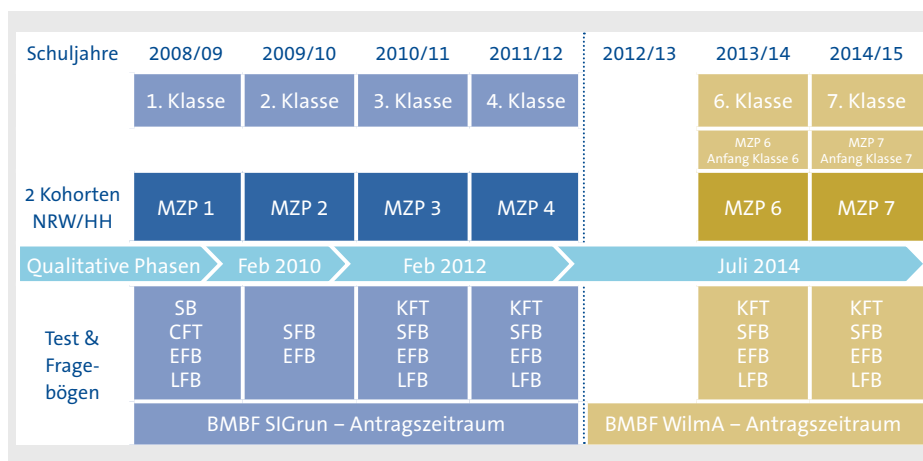 Schuljahre 2008/09 2009/10 2010/11 2011/12 2012/13 2013/14 2014/15
1. Klasse 2. Klasse 3. Klasse 4. Klasse 6. Klasse 7. Klasse
MZP 6 MZP 7
Anfang Klasse 6 Anfang Klasse 7
2 Kohorten
NRW/HH
MZP 1 MZP 2 MZP 3 MZP 4 MZP 6 MZP 7
Qualitative Phasen Feb 2010 Feb 2012 Juli 2014
Test &
Frage-
bögen
SB
CFT
EFB
LFB
SFB
EFB
KFT
SFB
EFB
LFB
KFT
SFB
EFB
LFB
KFT
SFB
EFB
LFB
KFT
SFB
EFB
LFB
BMBF SIGrun – Antragszeitraum BMBF WilmA – Antragszeitraum